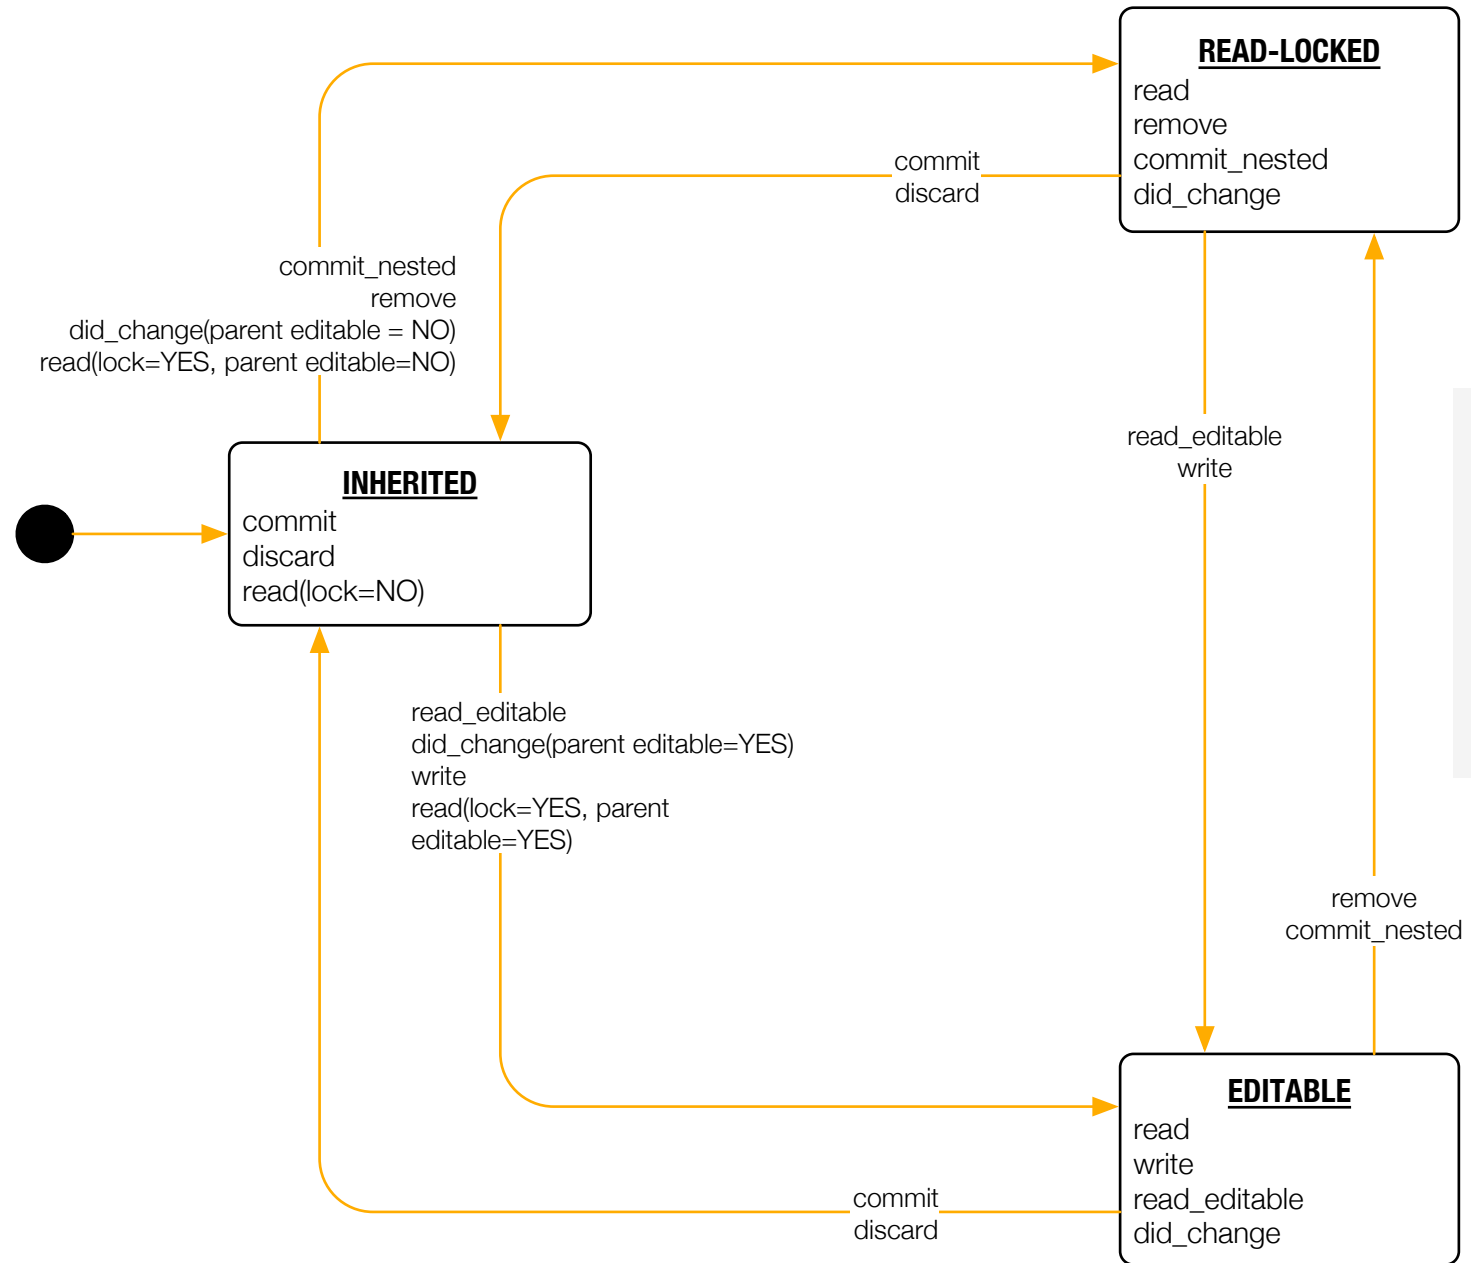 READ-LOCKED
read
remove
commit_nested
did_change
commit
discard
commit_nested
remove
did_change(parent editable = NO)
read(lock=YES, parent editable=NO)
read_editable
write
INHERITED
commit
discard
read(lock=NO)
read_editable
did_change(parent editable=YES)
write
read(lock=YES, parent
editable=YES)
remove
commit_nested
EDITABLE
read
write
read_editable
did_change
commit
discard